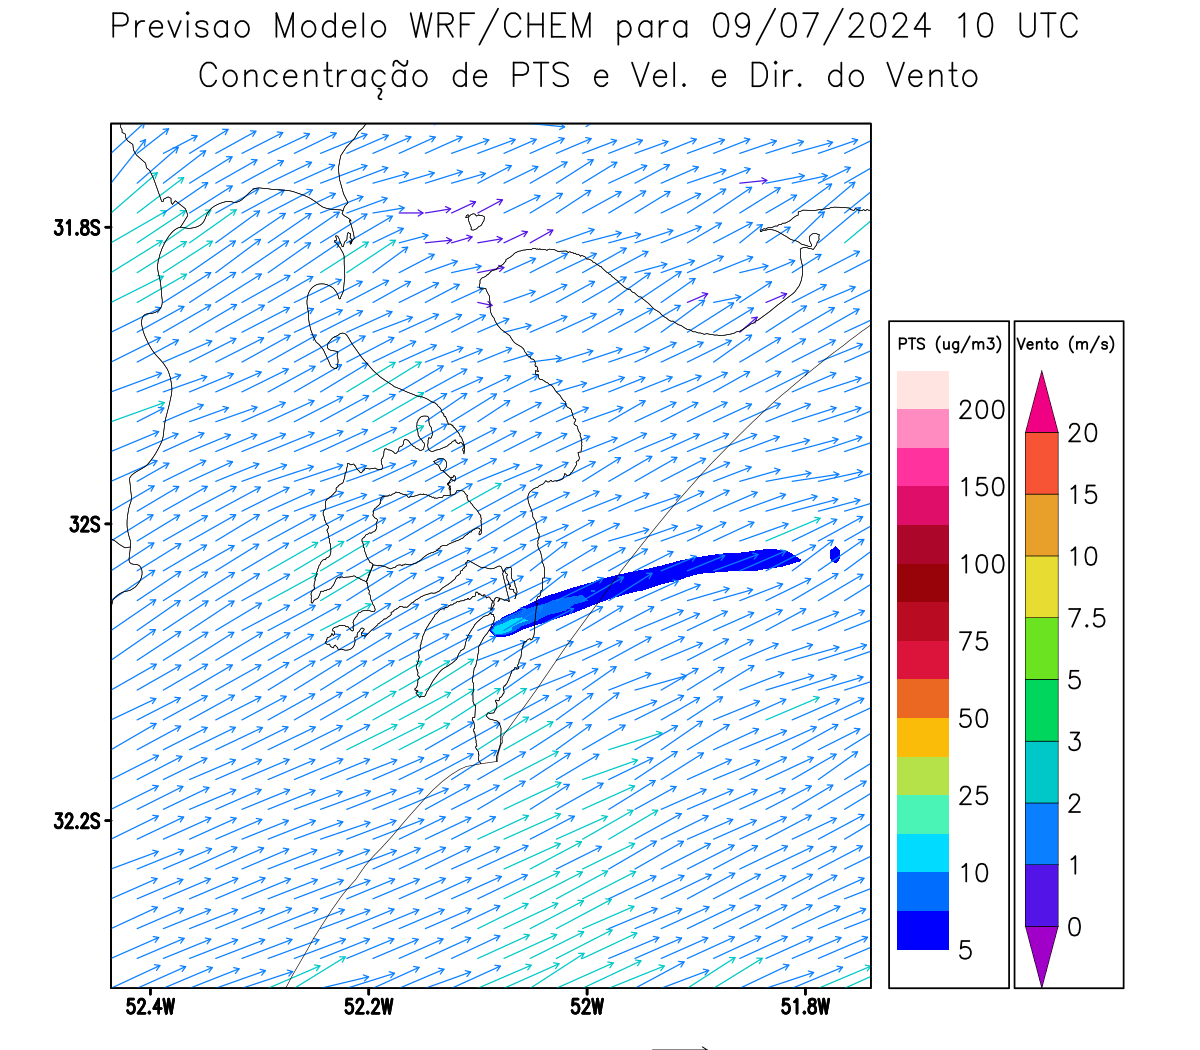 Previsao Modelo WRF/CHEM para 09/07/2024 10 UTC
Concentração de PTS e Vel. e Dir. do Vento
31.8S
32S
32.2S
52.4W 52.2W 52W 51.8W
PTS (ug/m3)
200
150
100
75
50
25
10
5
Vento (m/s)
20
15
10
7.5
5
3
2
1
0